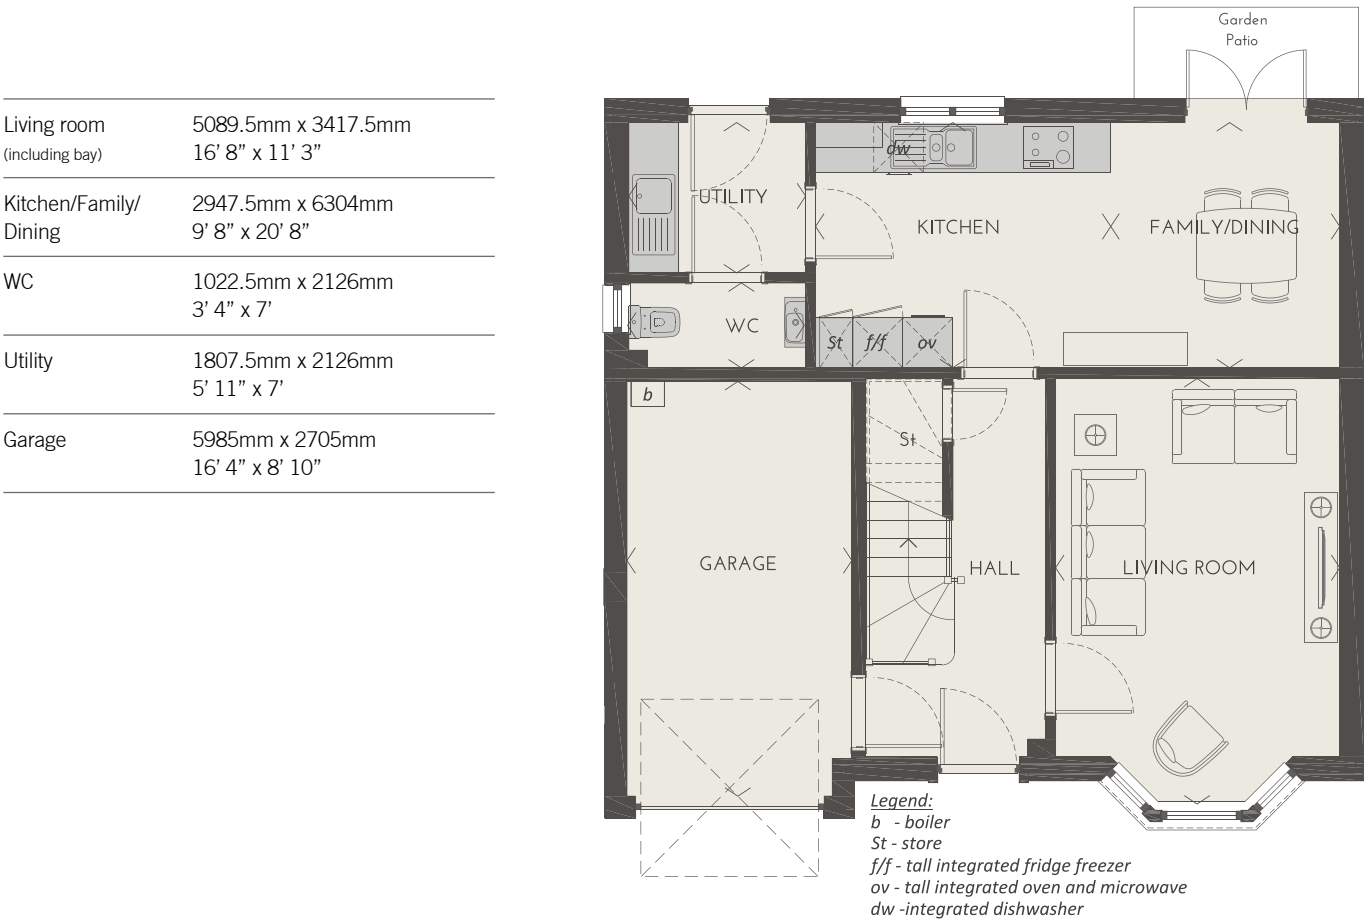 Living room 5089.5mm x 3417.5mm
(including bay) 16’ 8” x 11’ 3”
Kitchen/Family/ 2947.5mm x 6304mm
Dining 9’ 8” x 20’ 8”
WC 1022.5mm x 2126mm
3’ 4” x 7’
Utility 1807.5mm x 2126mm
5’ 11” x 7’
Garage 5985mm x 2705mm
16’ 4” x 8’ 10”
Garden
Patio
dw
UTILITY
KITCHEN
FAMILY/DINING
WC
St
f/f
ov
b
St
GARAGE
HALL
LIVING ROOM
Legend:
b - boiler
St - store
f/f - tall integrated fridge freezer
ov - tall integrated oven and microwave
dw -integrated dishwasher